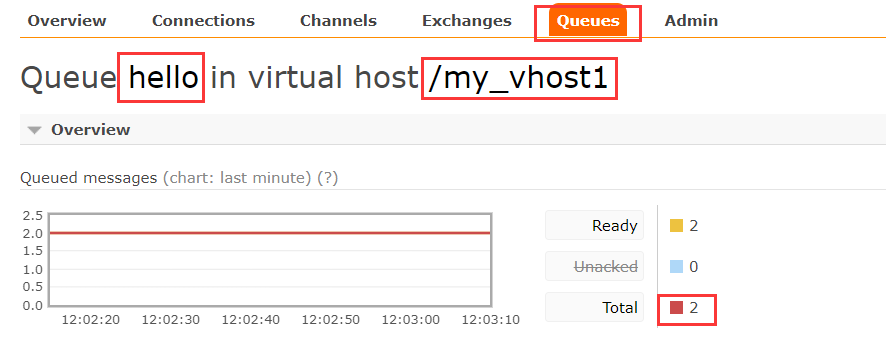 Overview Connections Channels Exchanges Queues Admin
Queue hello in virtual host /my_vhost1
Overview
Queued messages (chart: last minute) (?)
2.5
2.0
1.5
1.0
0.5
0.0
12:02:20 12:02:30 12:02:40 12:02:50 12:03:00 12:03:10
Ready 2
Unacked 0
Total 2